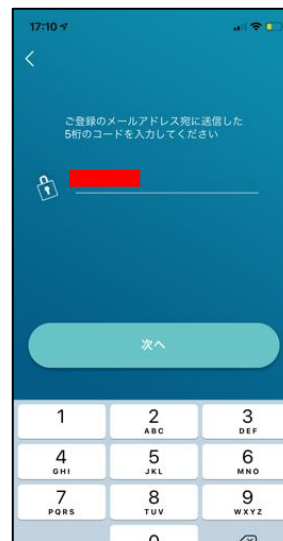 17:10
ご登録のメールアドレス宛に送信した
5桁のコードを入力してください
次へ
1
2
ABC
3
DEF
4
GHI
5
JKL
6
MNO
7
PQRS
8
TUV
9
WXYZ
0